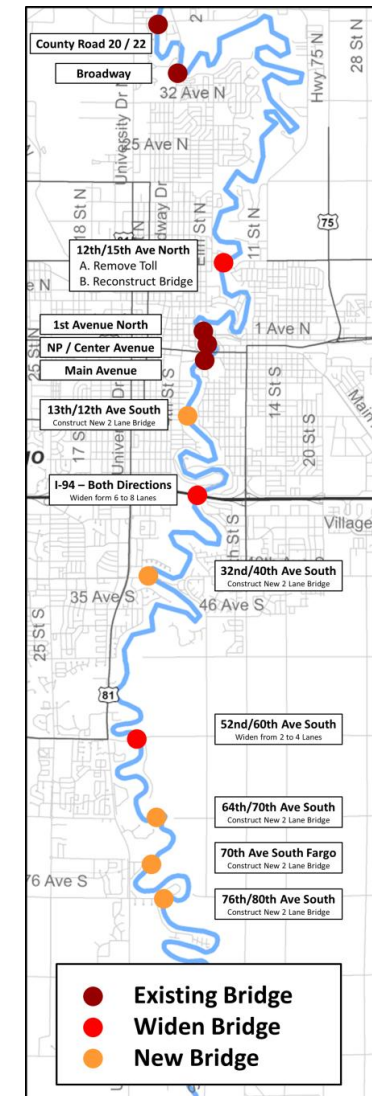 County Road 20 / 22
Broadway
32 Ave N
Hwy 75 N
28 St N
University Dr N
25 Ave N
18 St N
Elm St N
11 St N
75
12th/15th Ave North
A. Remove Toll
B. Reconstruct Bridge
1st Avenue North
1 Ave N
NP / Center Avenue
25 St N
Main Avenue
14 St S
Main
13th/12th Ave South
Construct New 2 Lane Bridge
17 St
20 St S
I-94 – Both Directions
Widen form 6 to 8 Lanes
Village
32nd/40th Ave South
Construct New 2 Lane Bridge
35 Ave S
46 Ave S
25 St S
81
52nd/60th Ave South
Widen from 2 to 4 Lanes
64th/70th Ave South
Construct New 2 Lane Bridge
70th Ave South Fargo
Construct New 2 Lane Bridge
76 Ave S
76th/80th Ave South
Construct New 2 Lane Bridge
Existing Bridge
Widen Bridge
New Bridge